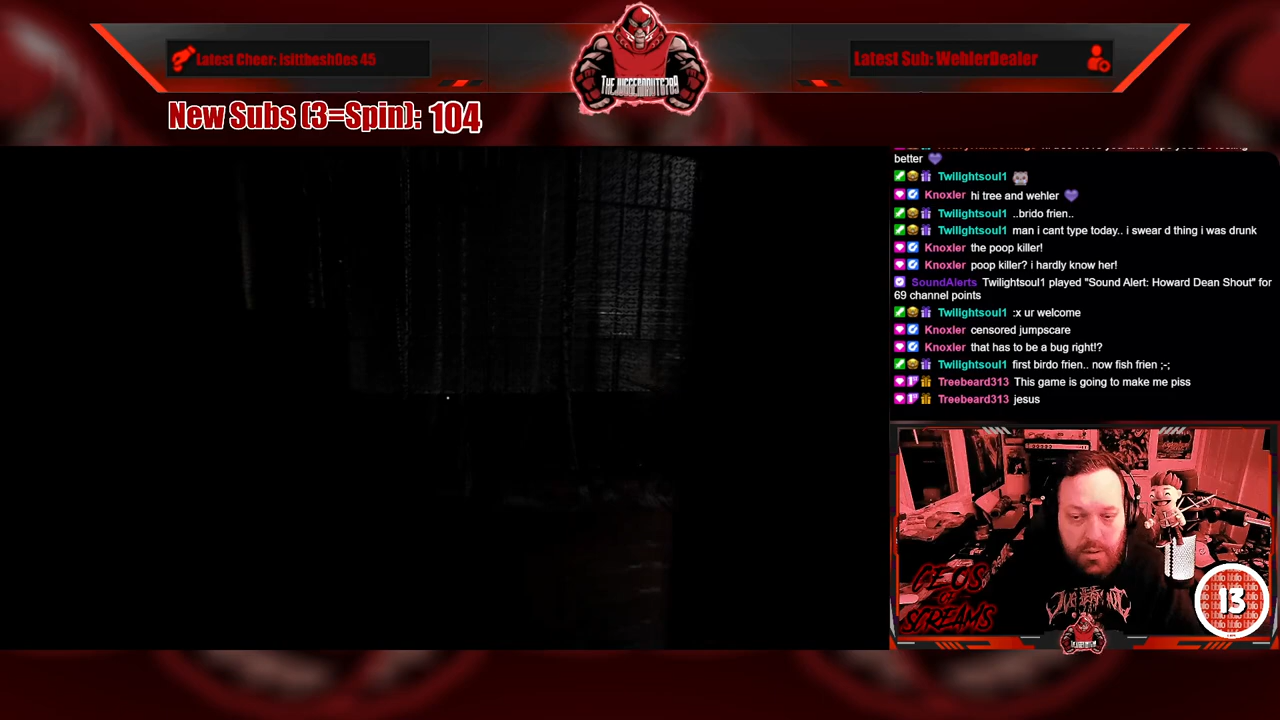 Latest Cheer: isitthesh0es 45
THEJUGGERNAUT6789
Latest Sub: WehlerDealer
New Subs (3=Spin): 104
better
Twilightsoul1
Knoxler hi tree and wehler
Twilightsoul1 ..brido frien..
Twilightsoul1 man i cant type today.. i swear d thing i was drunk
Knoxler the poop killer!
Knoxler poop killer? i hardly know her!
SoundAlerts Twilightsoul1 played "Sound Alert: Howard Dean Shout" for
69 channel points
Twilightsoul1 :x ur welcome
Knoxler censored jumpscare
Knoxler that has to be a bug right!?
Twilightsoul1 first birdo frien.. now fish frien ;-;
Treebeard313 This game is going to make me piss
Treebeard313 jesus
SCREAMS
13